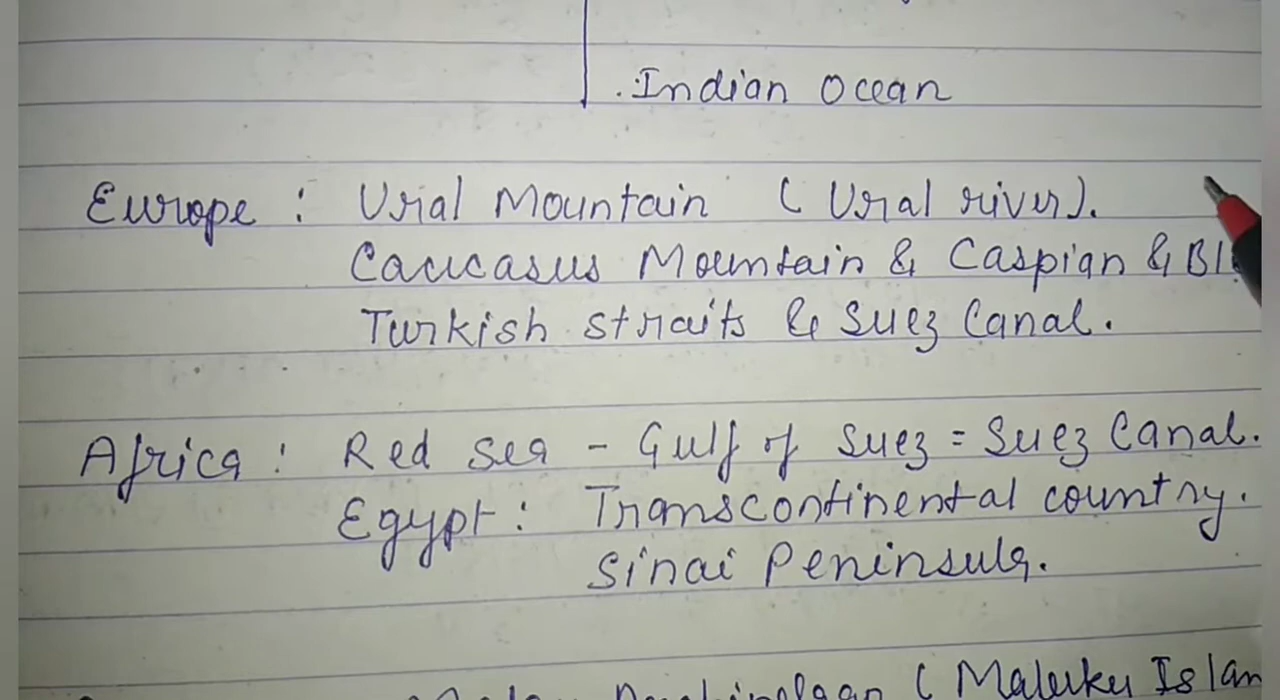 . Indian Ocean
Europe : Ural Mountain ( Ural river).
Caucasus Mountain & Caspian & Bl
Turkish straits & Suez Canal.
Africa : Red sea - Gulf of Suez = Suez Canal.
Egypt : Transcontinental country.
Sinai Peninsula.
( Maluku Islan